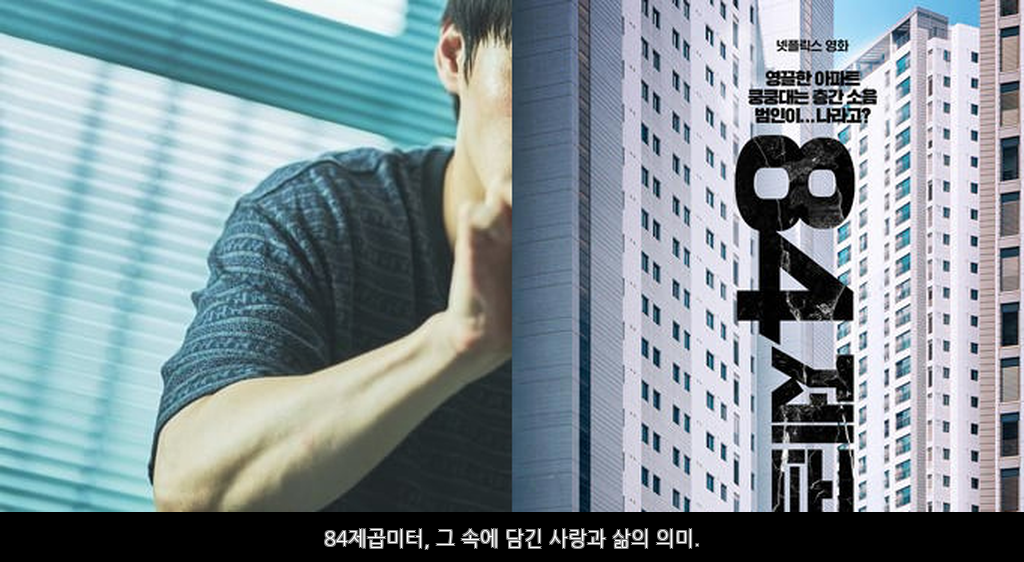 넷플릭스 영화
영끌한 아파트
쿵쿵대는 층간 소음
범인이...나라고?
84제
84제곱미터, 그 속에 담긴 사랑과 삶의 의미.